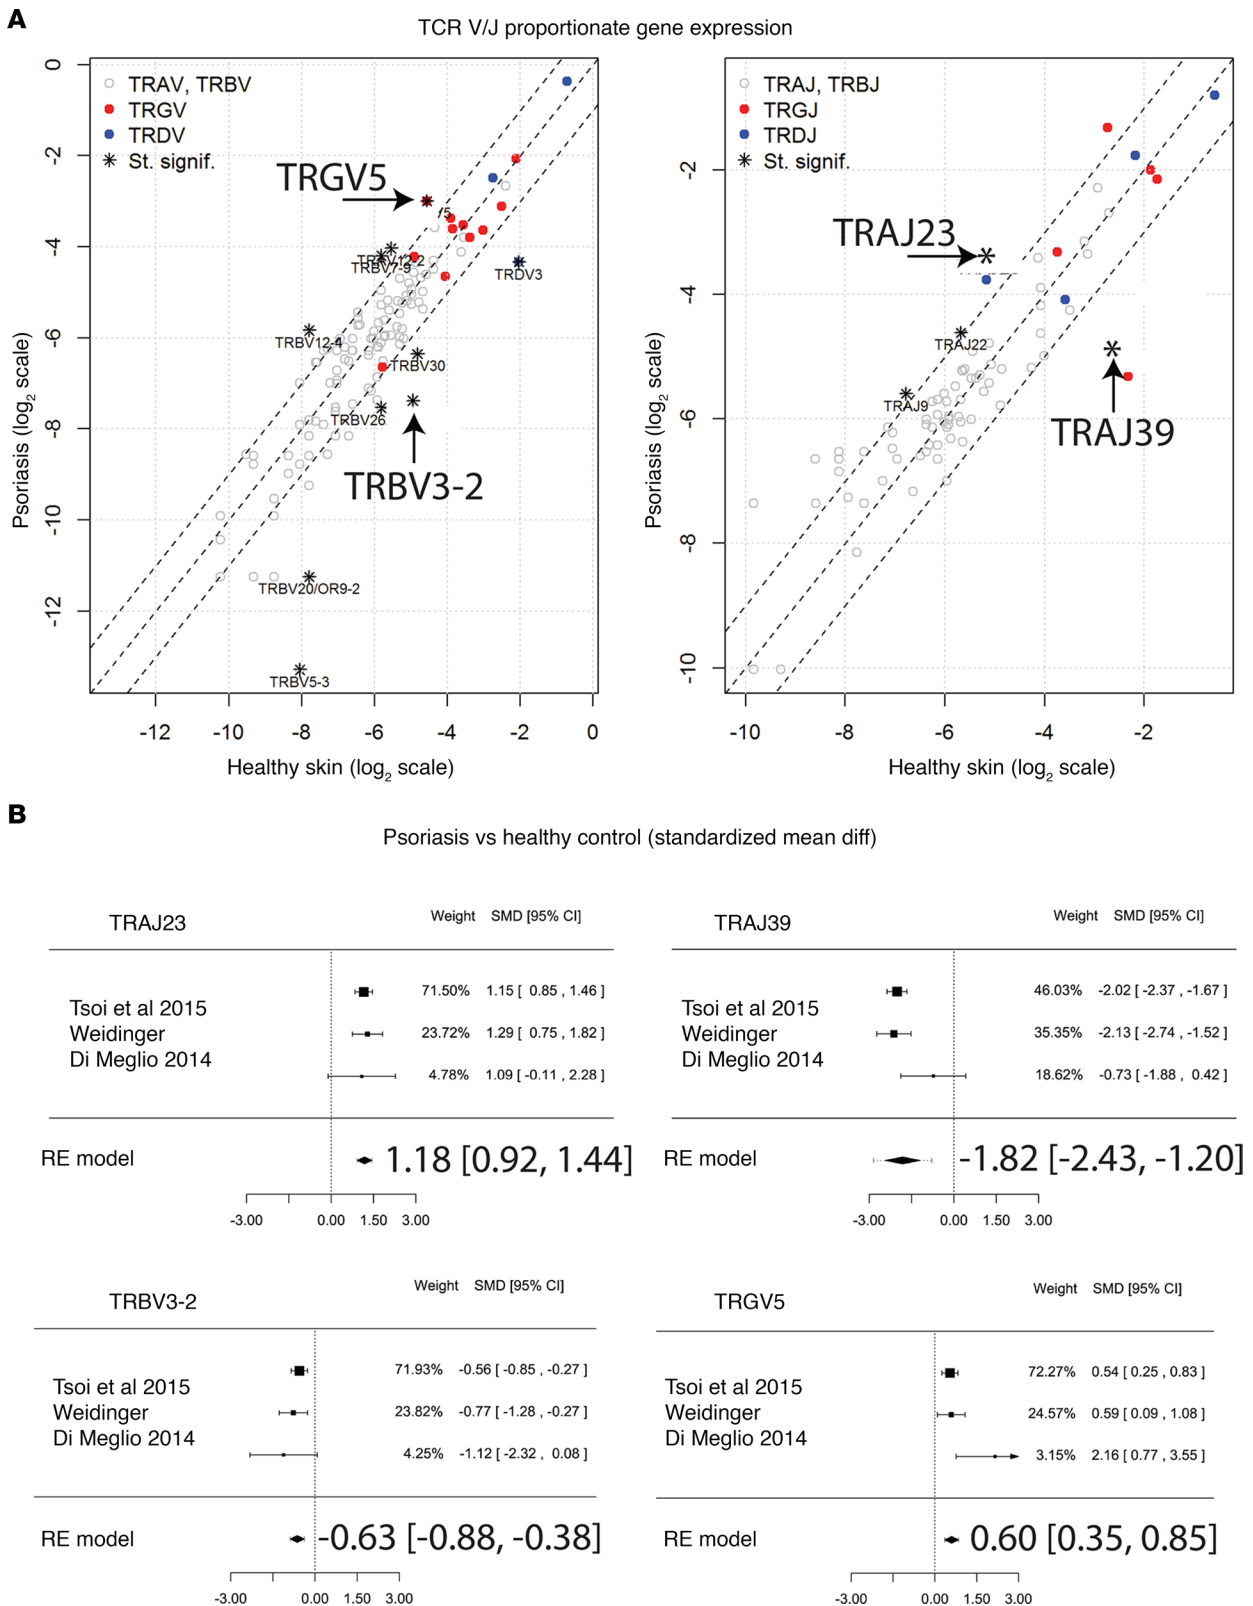 A
TCR V/J proportionate gene expression
TRAV, TRBV
TRGV
TRDV
St. signif.
TRGV5
TRBV12-2
TRBV7-9
TRDV3
TRBV12-4
TRBV30
TRBV26
TRBV3-2
TRBV20/OR9-2
TRBV5-3
0
-2
-4
-6
-8
-10
-12
Psoriasis (log2 scale)
-12 -10 -8 -6 -4 -2 0
Healthy skin (log2 scale)
TRAJ, TRBJ
TRGJ
TRDJ
St. signif.
TRAJ23
TRAJ22
TRAJ9
TRAJ39
-2
-4
-6
-8
-10
Psoriasis (log2 scale)
-10 -8 -6 -4 -2
Healthy skin (log2 scale)
B
Psoriasis vs healthy control (standardized mean diff)
TRAJ23 Weight SMD [95% CI]
Tsoi et al 2015 71.50% 1.15 [ 0.85 , 1.46 ]
Weidinger 23.72% 1.29 [ 0.75 , 1.82 ]
Di Meglio 2014 4.78% 1.09 [ -0.11 , 2.28 ]
RE model 1.18 [0.92, 1.44]
-3.00 0.00 1.50 3.00
TRAJ39 Weight SMD [95% CI]
Tsoi et al 2015 46.03% -2.02 [ -2.37 , -1.67 ]
Weidinger 35.35% -2.13 [ -2.74 , -1.52 ]
Di Meglio 2014 18.62% -0.73 [ -1.88 , 0.42 ]
RE model -1.82 [-2.43, -1.20]
-3.00 0.00 1.50 3.00
TRBV3-2 Weight SMD [95% CI]
Tsoi et al 2015 71.93% -0.56 [ -0.85 , -0.27 ]
Weidinger 23.82% -0.77 [ -1.28 , -0.27 ]
Di Meglio 2014 4.25% -1.12 [ -2.32 , 0.08 ]
RE model -0.63 [-0.88, -0.38]
-3.00 0.00 1.50 3.00
TRGV5 Weight SMD [95% CI]
Tsoi et al 2015 72.27% 0.54 [ 0.25 , 0.83 ]
Weidinger 24.57% 0.59 [ 0.09 , 1.08 ]
Di Meglio 2014 3.15% 2.16 [ 0.77 , 3.55 ]
RE model 0.60 [0.35, 0.85]
-3.00 0.00 1.50 3.00